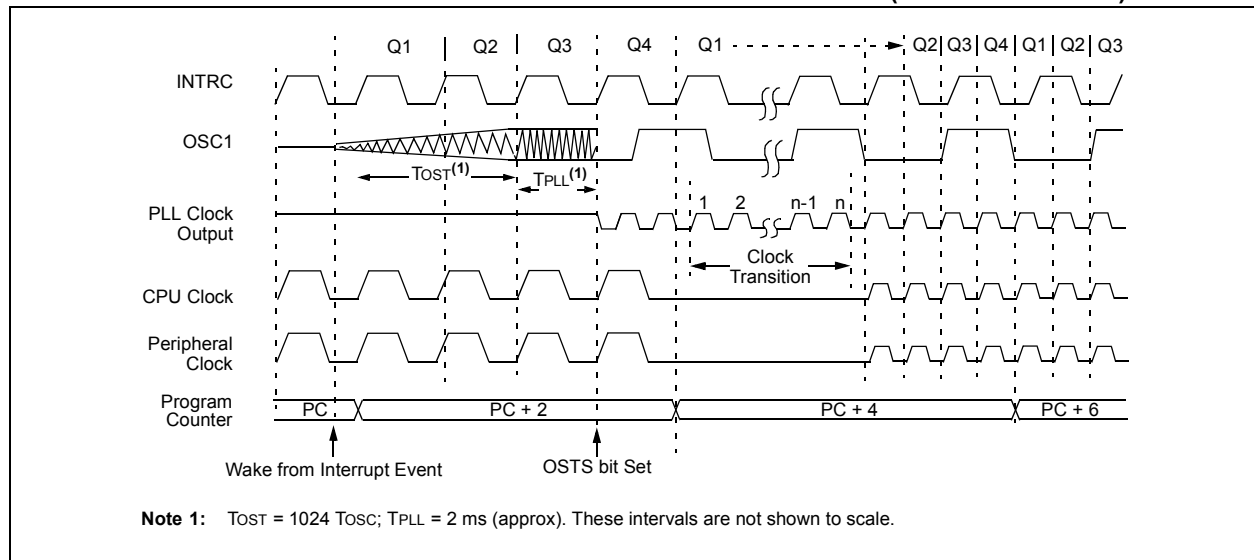 Q1 Q2 Q3 Q4 Q1 Q2 Q3 Q4 Q1 Q2 Q3
INTRC
OSC1
TOST(1) TPLL(1)
1 2 n-1 n
PLL Clock
Output
Clock
Transition
CPU Clock
Peripheral
Clock
Program
Counter
PC PC + 2 PC + 4 PC + 6
Wake from Interrupt Event OSTS bit Set
Note 1: TOST = 1024 TOSC; TPLL = 2 ms (approx). These intervals are not shown to scale.